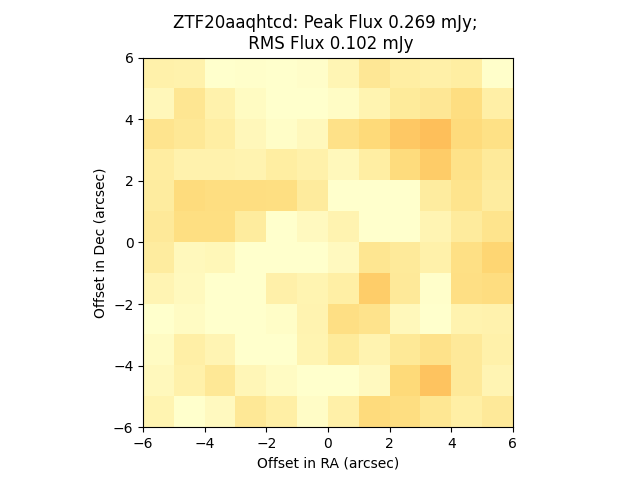 ZTF20aaqhtcd: Peak Flux 0.269 mJy;
RMS Flux 0.102 mJy
6
4
2
0
−2
−4
−6
Offset in Dec (arcsec)
−6 −4 −2 0 2 4 6
Offset in RA (arcsec)